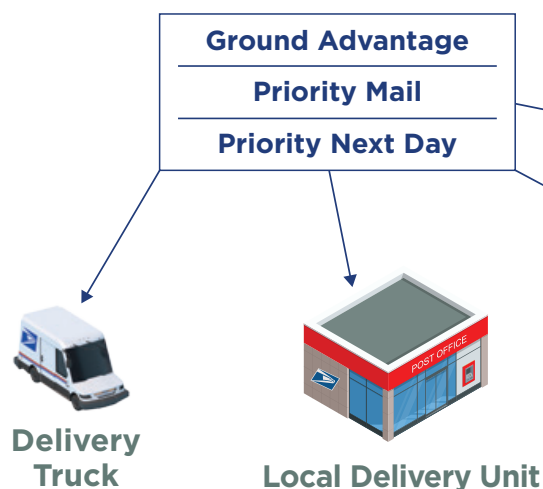 Ground Advantage
Priority Mail
Priority Next Day
POST OFFICE
Delivery
Truck
Local Delivery Unit